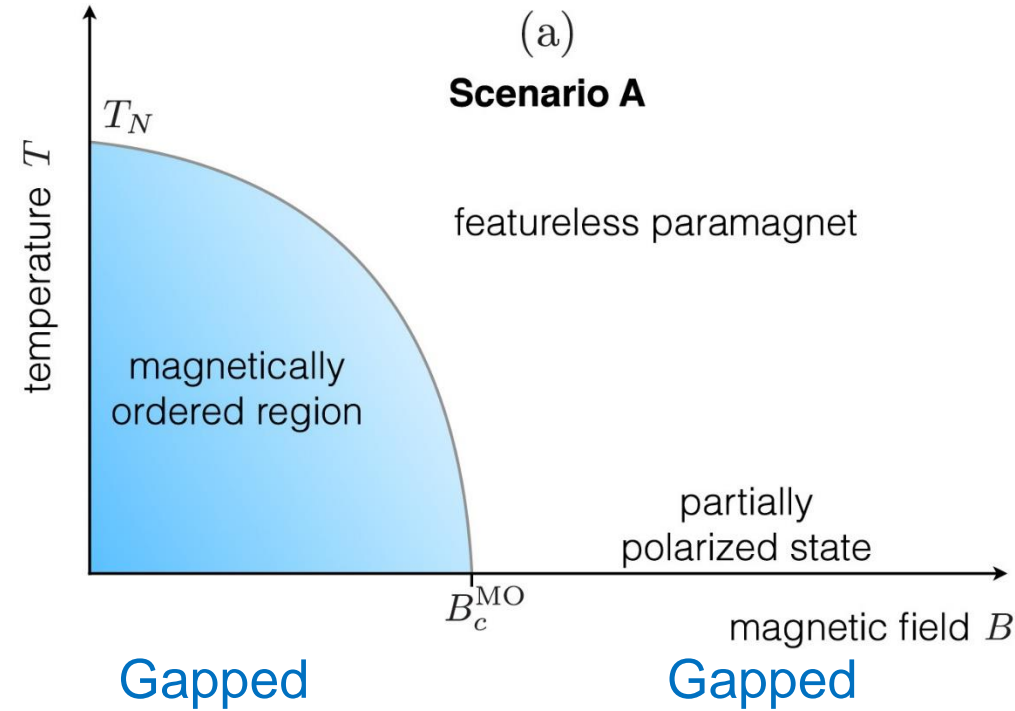 (a)
Scenario A
T_N
temperature T
featureless paramagnet
magnetically
ordered region
partially
polarized state
B_c^MO
magnetic field B
Gapped
Gapped